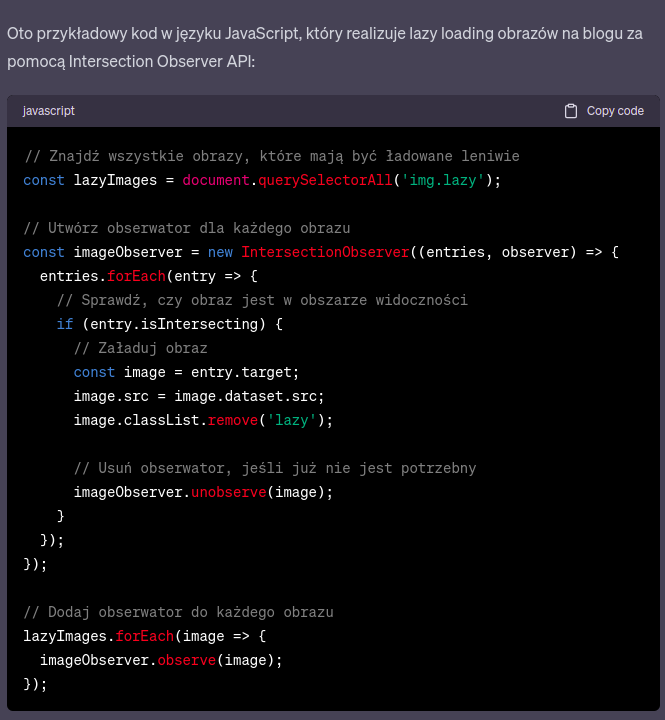 Oto przykładowy kod w języku JavaScript, który realizuje lazy loading obrazów na blogu za
pomocą Intersection Observer API:
javascript
Copy code
// Znajdź wszystkie obrazy, które mają być ładowane leniwie
const lazyImages = document.querySelectorAll('img.lazy');

// Utwórz obserwator dla każdego obrazu
const imageObserver = new IntersectionObserver((entries, observer) => {
  entries.forEach(entry => {
    // Sprawdź, czy obraz jest w obszarze widoczności
    if (entry.isIntersecting) {
      // Załaduj obraz
      const image = entry.target;
      image.src = image.dataset.src;
      image.classList.remove('lazy');

      // Usuń obserwator, jeśli już nie jest potrzebny
      imageObserver.unobserve(image);
    }
  });
});

// Dodaj obserwator do każdego obrazu
lazyImages.forEach(image => {
  imageObserver.observe(image);
});